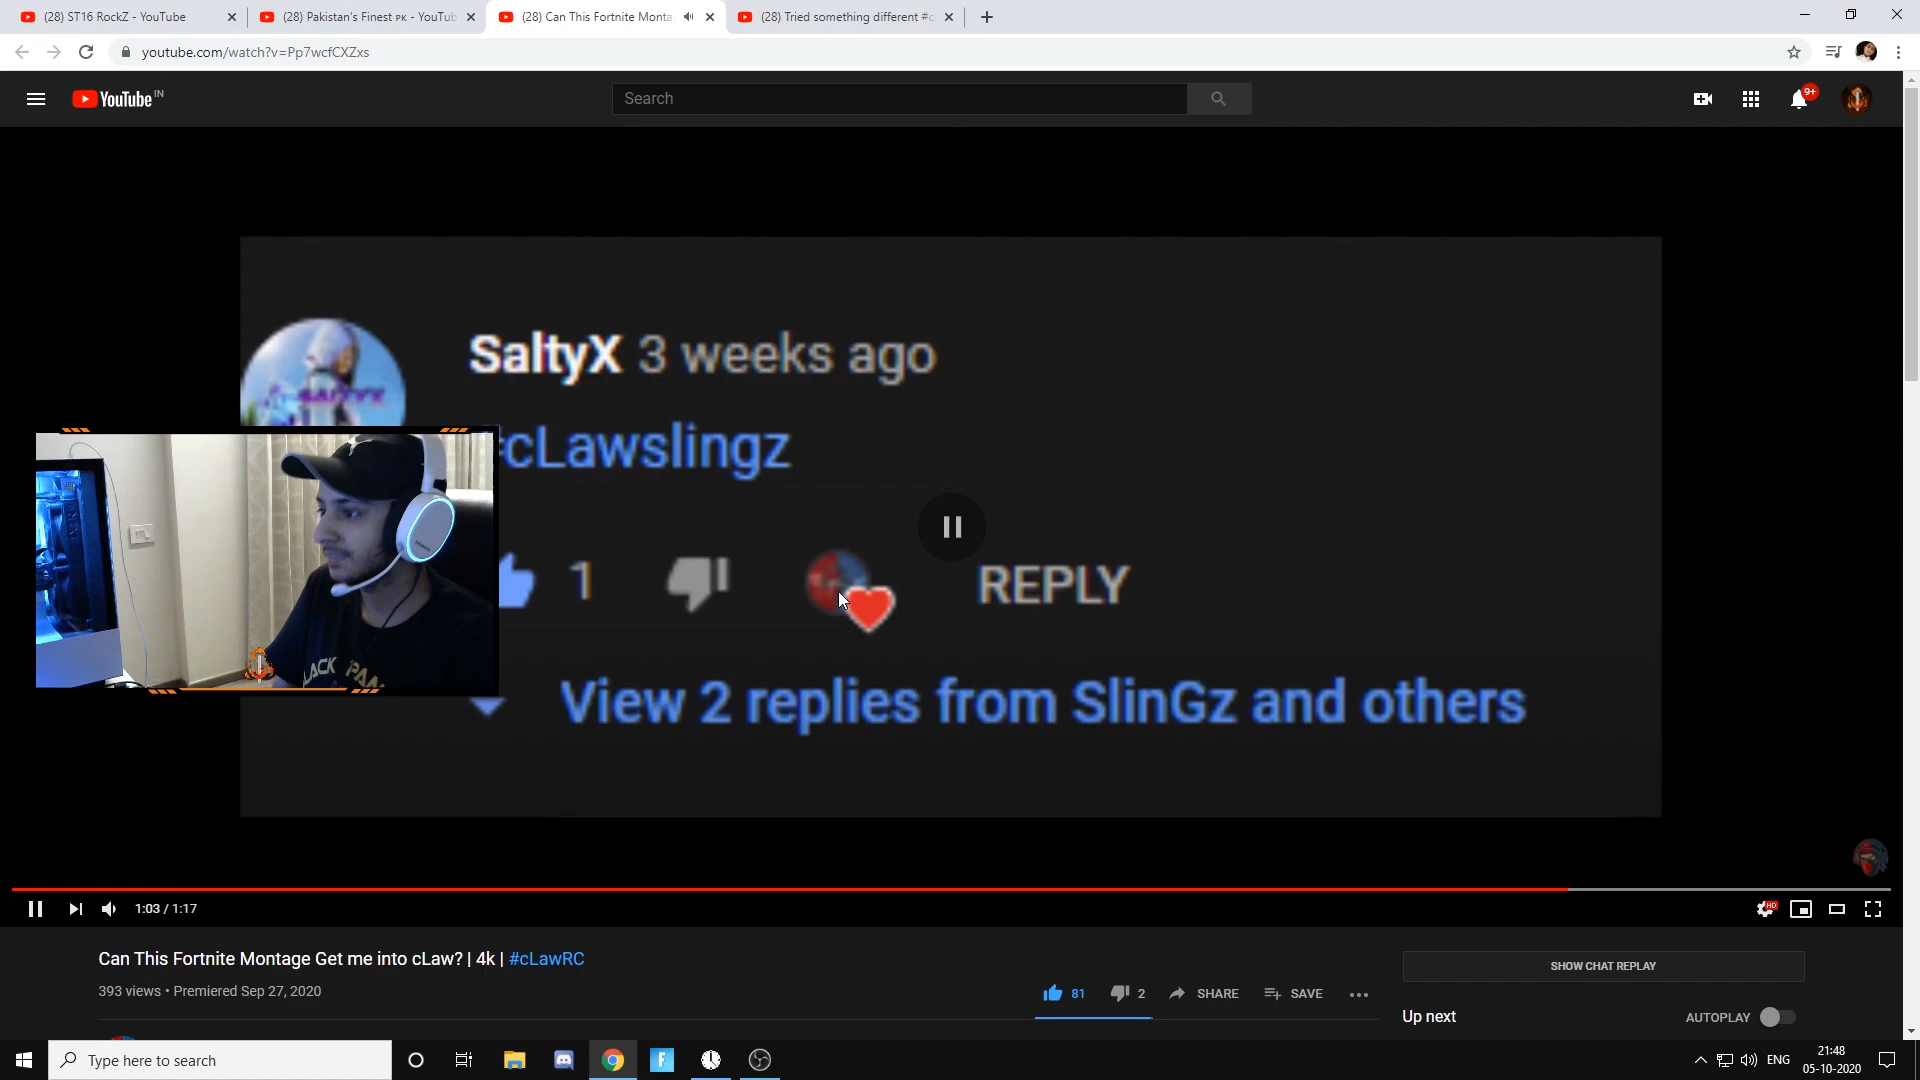 (28) ST16 RockZ - YouTube
(28) Pakistan's Finest PK - YouTub
(28) Can This Fortnite Monta
(28) Tried something different #c
youtube.com/watch?v=Pp7wcfCXZxs
YouTube IN
Search
9+
SaltyX 3 weeks ago
cLawslingz
1
REPLY
View 2 replies from SlinGz and others
1:03 / 1:17
HD
Can This Fortnite Montage Get me into cLaw? | 4k | #cLawRC
393 views • Premiered Sep 27, 2020
81
2
SHARE
SAVE
SHOW CHAT REPLAY
Up next
AUTOPLAY
Type here to search
ENG
21:48
05-10-2020